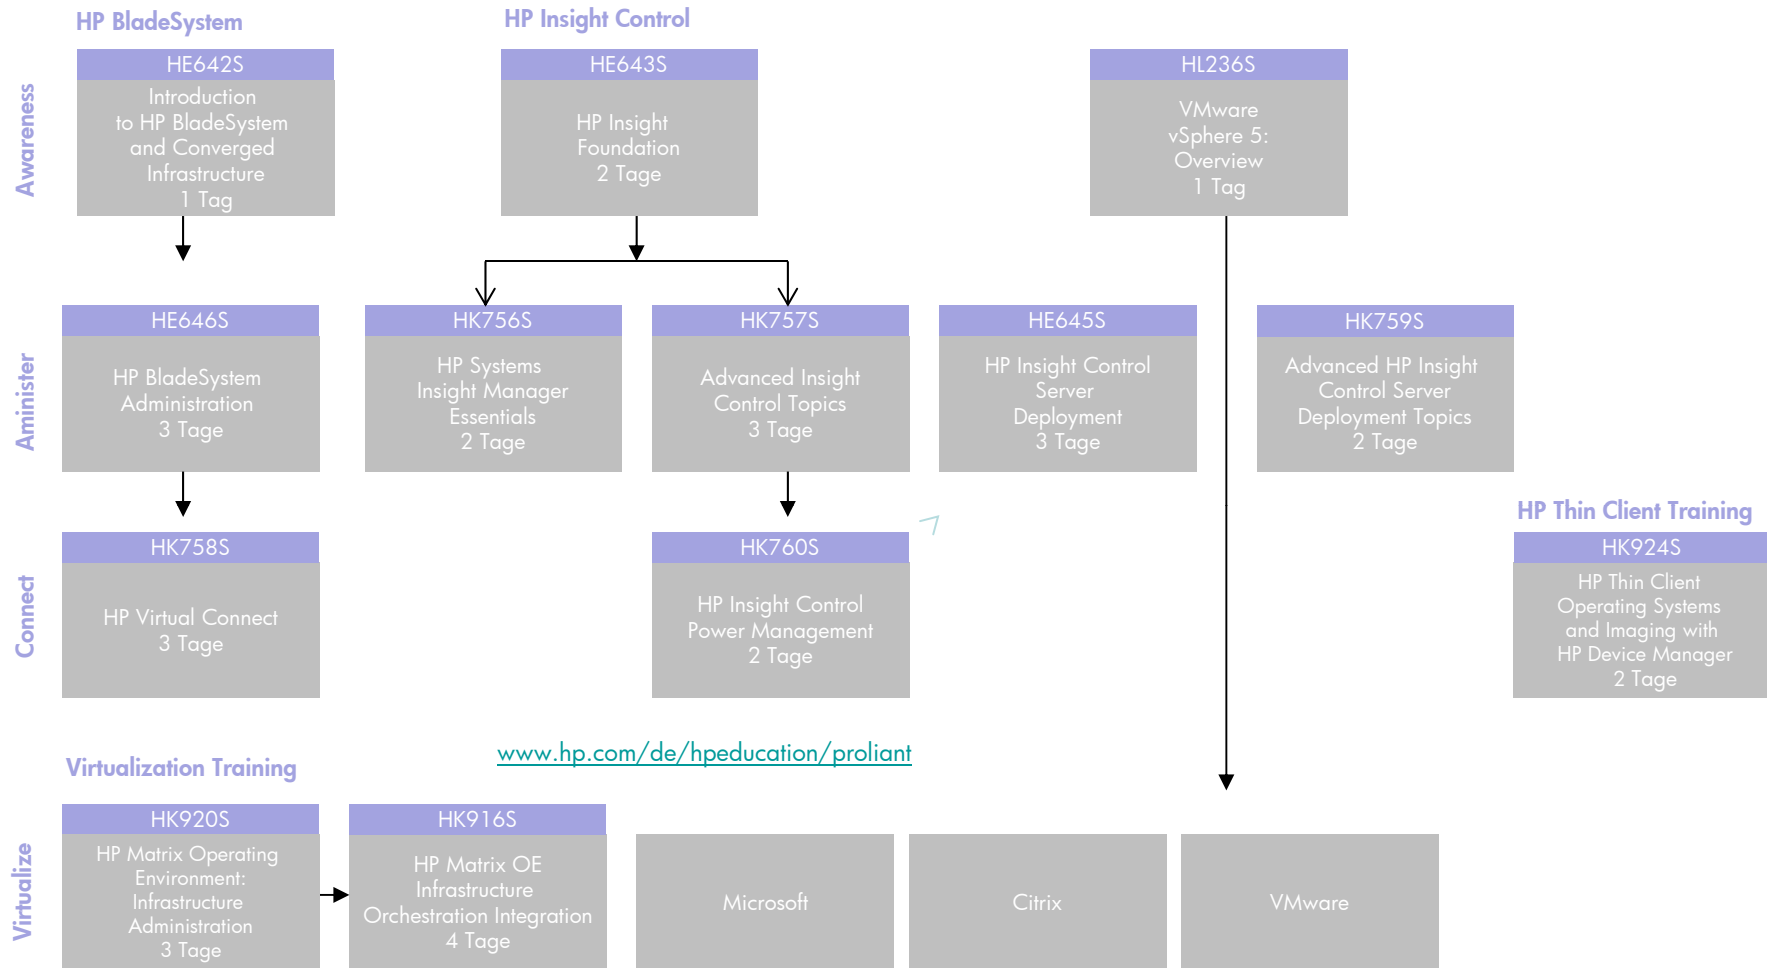 HP BladeSystem
HP Insight Control
Awareness
HE642S
Introduction
to HP BladeSystem
and Converged
Infrastructure
1 Tag
HE643S
HP Insight
Foundation
2 Tage
HL236S
VMware
vSphere 5:
Overview
1 Tag
Aminister
HE646S
HP BladeSystem
Administration
3 Tage
HK756S
HP Systems
Insight Manager
Essentials
2 Tage
HK757S
Advanced Insight
Control Topics
3 Tage
HE645S
HP Insight Control
Server
Deployment
3 Tage
HK759S
Advanced HP Insight
Control Server
Deployment Topics
2 Tage
HP Thin Client Training
Connect
HK758S
HP Virtual Connect
3 Tage
HK760S
HP Insight Control
Power Management
2 Tage
HK924S
HP Thin Client
Operating Systems
and Imaging with
HP Device Manager
2 Tage
www.hp.com/de/hpeducation/proliant
Virtualization Training
Virtualize
HK920S
HP Matrix Operating
Environment:
Infrastructure
Administration
3 Tage
HK916S
HP Matrix OE
Infrastructure
Orchestration Integration
4 Tage
Microsoft
Citrix
VMware